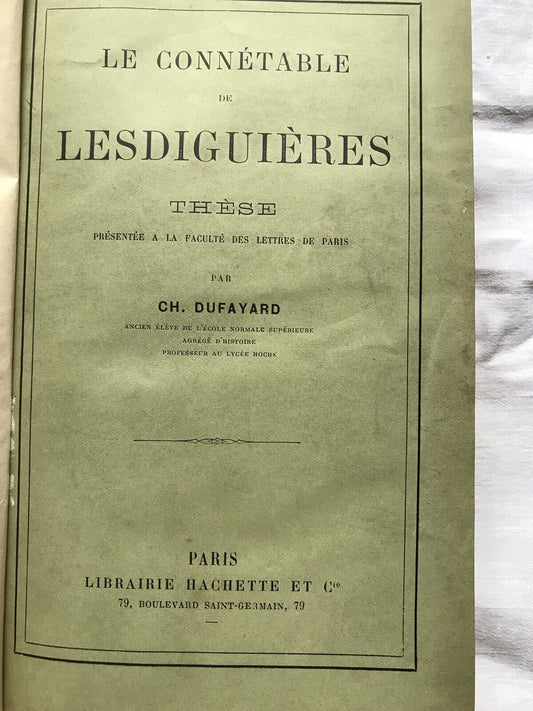 LE CONNÉTABLE
DE
LESDIGUIÈRES
THÈSE
PRÉSENTÉE A LA FACULTÉ DES LETTRES DE PARIS
PAR
CH. DUFAYARD
ANCIEN ÉLÈVE DE L'ÉCOLE NORMALE SUPÉRIEURE
AGRÉGÉ D'HISTOIRE
PROFESSEUR AU LYCÉE HOCHE
PARIS
LIBRAIRIE HACHETTE ET Cie
79, BOULEVARD SAINT-GERMAIN, 79